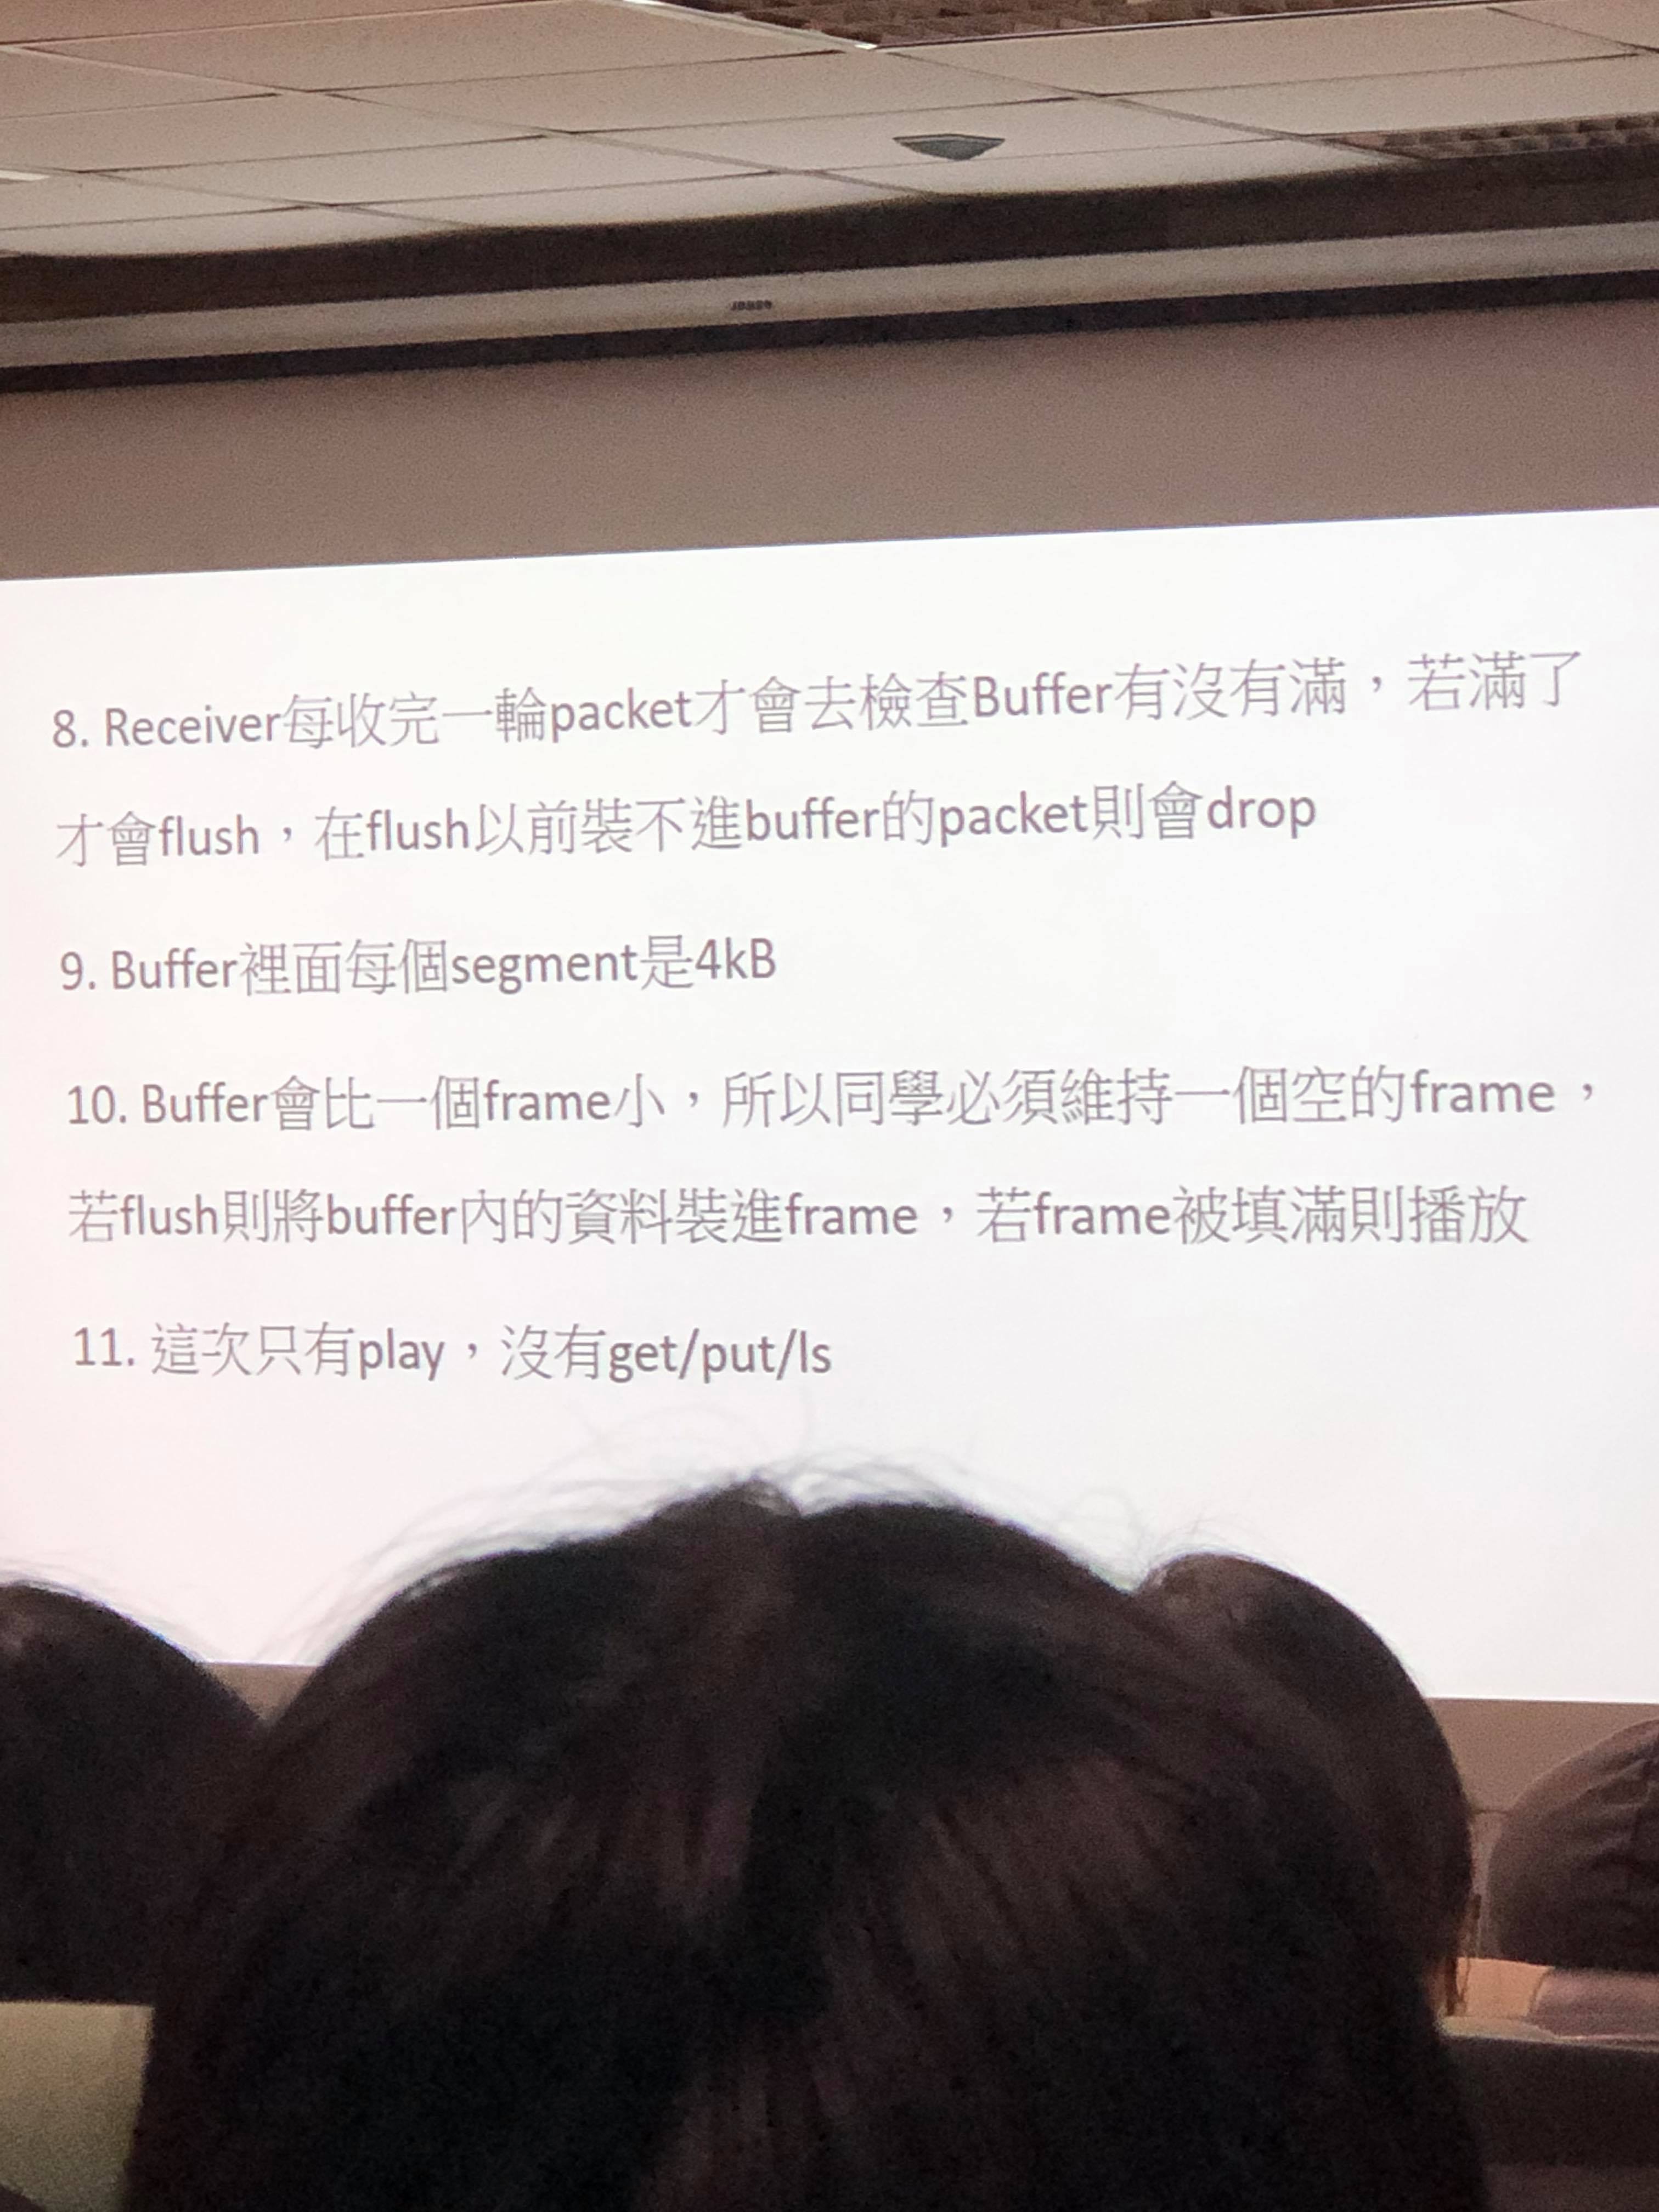 8. Receiver每收完一輪packet才會去檢查Buffer有沒有滿，若滿了
才會flush，在flush以前裝不進buffer的packet則會drop
9. Buffer裡面每個segment是4kB
10. Buffer會比一個frame小，所以同學必須維持一個空的frame，
若flush則將buffer內的資料裝進frame，若frame被填滿則播放
11. 這次只有play，沒有get/put/ls